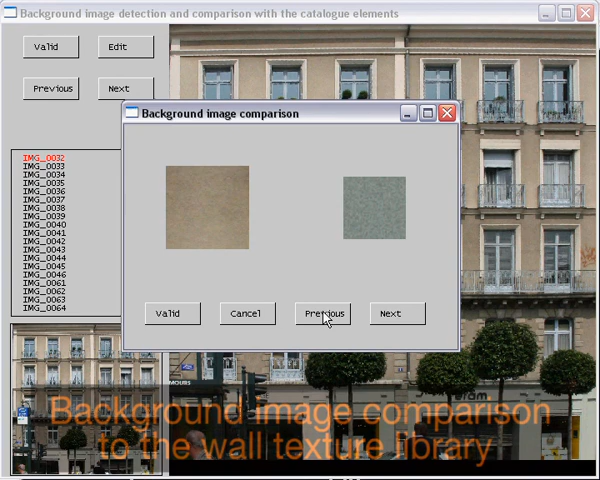 Background image detection and comparison with the catalogue elements
Valid
Edit
Previous
Next
Background image comparison
IMG_0032
IMG_0033
IMG_0034
IMG_0035
IMG_0036
IMG_0037
IMG_0038
IMG_0039
IMG_0040
IMG_0041
IMG_0042
IMG_0043
IMG_0044
IMG_0045
IMG_0046
IMG_0061
IMG_0062
IMG_0063
IMG_0064
Valid
Cancel
Previous
Next
MOURS
Background image comparison
to the wall texture library